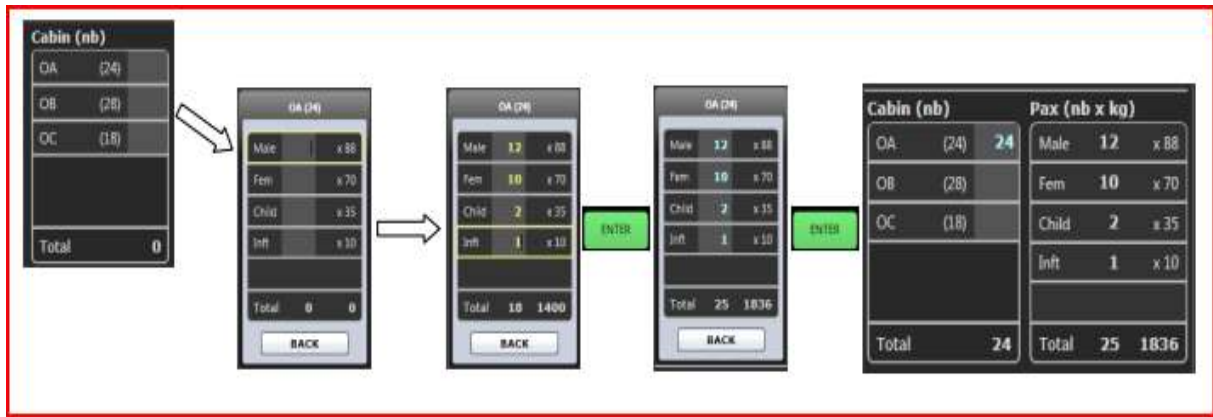 Cabin (nb)
OA (24)
OB (28)
OC (18)
Total 0
OA (24)
Male x 88
Fem x 70
Child x 35
Inft x 10
Total 0 0
BACK
OA (24)
Male 12 x 88
Fem 10 x 70
Child 2 x 35
Inft 1 x 10
Total 18 1400
BACK
ENTER
OA (24)
Male 12 x 88
Fem 10 x 70
Child 2 x 35
Inft 1 x 10
Total 25 1836
BACK
ENTER
Cabin (nb) Pax (nb x kg)
OA (24) 24 Male 12 x 88
OB (28) Fem 10 x 70
OC (18) Child 2 x 35
Inft 1 x 10
Total 24 Total 25 1836